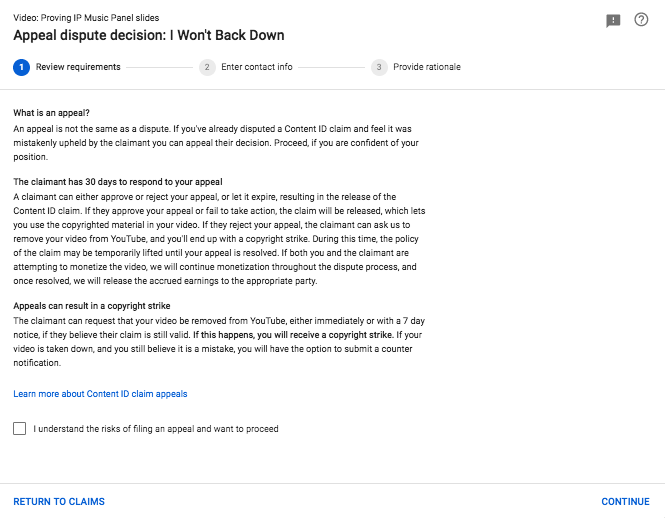 Video: Proving IP Music Panel slides
Appeal dispute decision: I Won't Back Down
1 Review requirements 2 Enter contact info 3 Provide rationale
What is an appeal?
An appeal is not the same as a dispute. If you've already disputed a Content ID claim and feel it was
mistakenly upheld by the claimant you can appeal their decision. Proceed, if you are confident of your
position.
The claimant has 30 days to respond to your appeal
A claimant can either approve or reject your appeal, or let it expire, resulting in the release of the
Content ID claim. If they approve your appeal or fail to take action, the claim will be released, which lets
you use the copyrighted material in your video. If they reject your appeal, the claimant can ask us to
remove your video from YouTube, and you'll end up with a copyright strike. During this time, the policy
of the claim may be temporarily lifted until your appeal is resolved. If both you and the claimant are
attempting to monetize the video, we will continue monetization throughout the dispute process, and
once resolved, we will release the accrued earnings to the appropriate party.
Appeals can result in a copyright strike
The claimant can request that your video be removed from YouTube, either immediately or with a 7 day
notice, if they believe their claim is still valid. If this happens, you will receive a copyright strike. If your
video is taken down, and you still believe it is a mistake, you will have the option to submit a counter
notification.
Learn more about Content ID claim appeals
I understand the risks of filing an appeal and want to proceed
RETURN TO CLAIMS CONTINUE